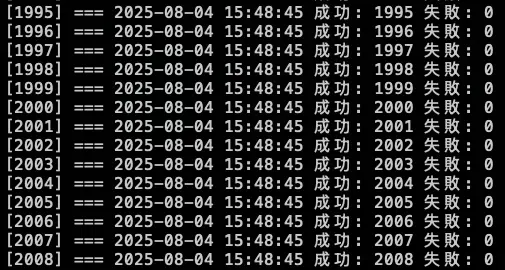 [1995] === 2025-08-04 15:48:45 成功: 1995 失敗: 0
[1996] === 2025-08-04 15:48:45 成功: 1996 失敗: 0
[1997] === 2025-08-04 15:48:45 成功: 1997 失敗: 0
[1998] === 2025-08-04 15:48:45 成功: 1998 失敗: 0
[1999] === 2025-08-04 15:48:45 成功: 1999 失敗: 0
[2000] === 2025-08-04 15:48:45 成功: 2000 失敗: 0
[2001] === 2025-08-04 15:48:45 成功: 2001 失敗: 0
[2002] === 2025-08-04 15:48:45 成功: 2002 失敗: 0
[2003] === 2025-08-04 15:48:45 成功: 2003 失敗: 0
[2004] === 2025-08-04 15:48:45 成功: 2004 失敗: 0
[2005] === 2025-08-04 15:48:45 成功: 2005 失敗: 0
[2006] === 2025-08-04 15:48:45 成功: 2006 失敗: 0
[2007] === 2025-08-04 15:48:45 成功: 2007 失敗: 0
[2008] === 2025-08-04 15:48:45 成功: 2008 失敗: 0